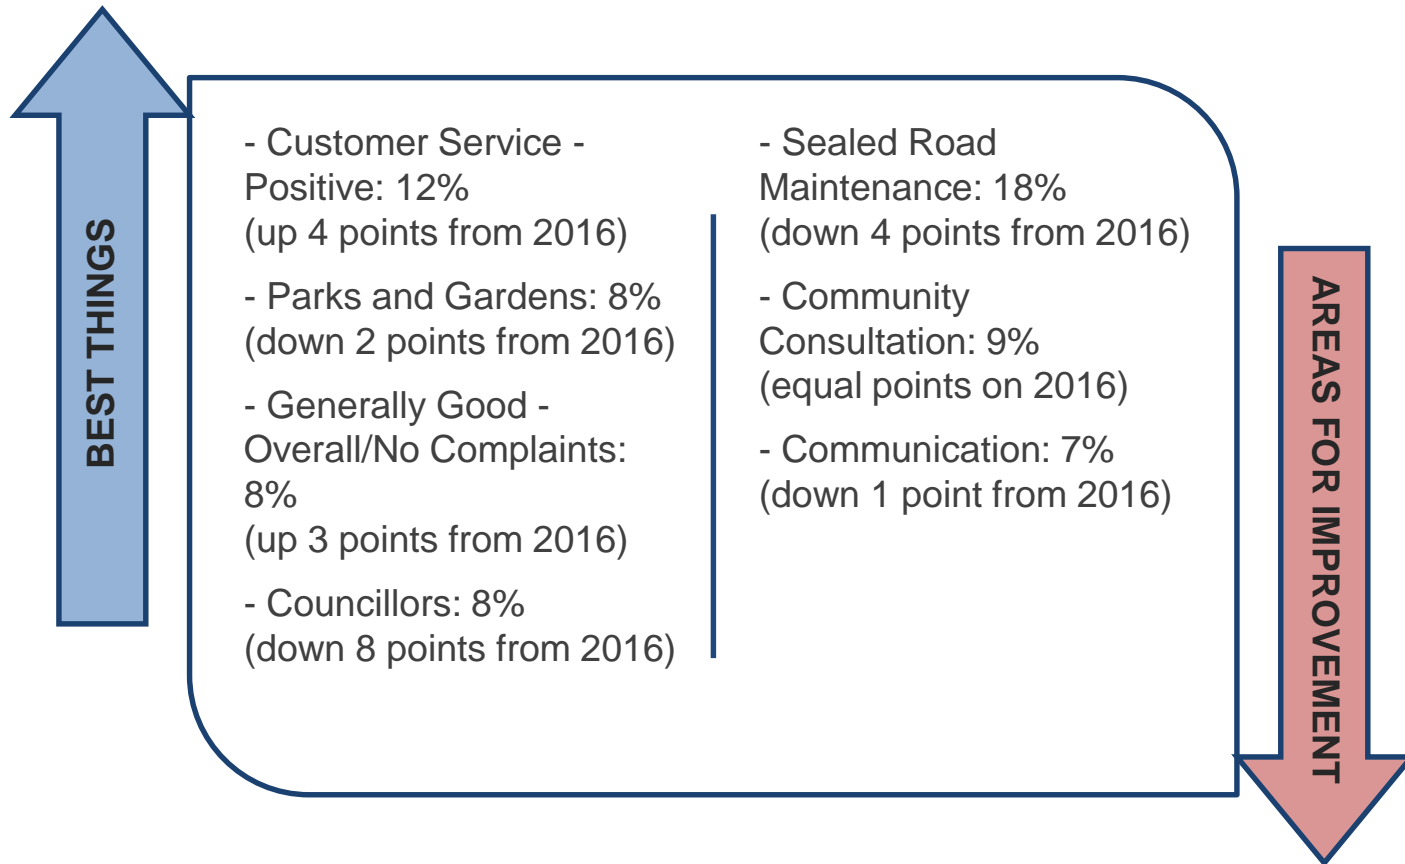 BEST THINGS
- Customer Service -
Positive: 12%
(up 4 points from 2016)
- Parks and Gardens: 8%
(down 2 points from 2016)
- Generally Good -
Overall/No Complaints:
8%
(up 3 points from 2016)
- Councillors: 8%
(down 8 points from 2016)
- Sealed Road
Maintenance: 18%
(down 4 points from 2016)
- Community
Consultation: 9%
(equal points on 2016)
- Communication: 7%
(down 1 point from 2016)
AREAS FOR IMPROVEMENT